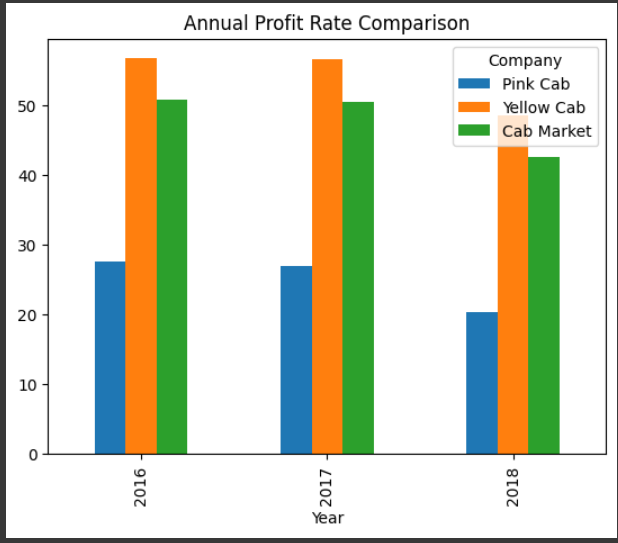 Annual Profit Rate Comparison
Company
Pink Cab
Yellow Cab
Cab Market
50
40
30
20
10
0
2016
2017
2018
Year